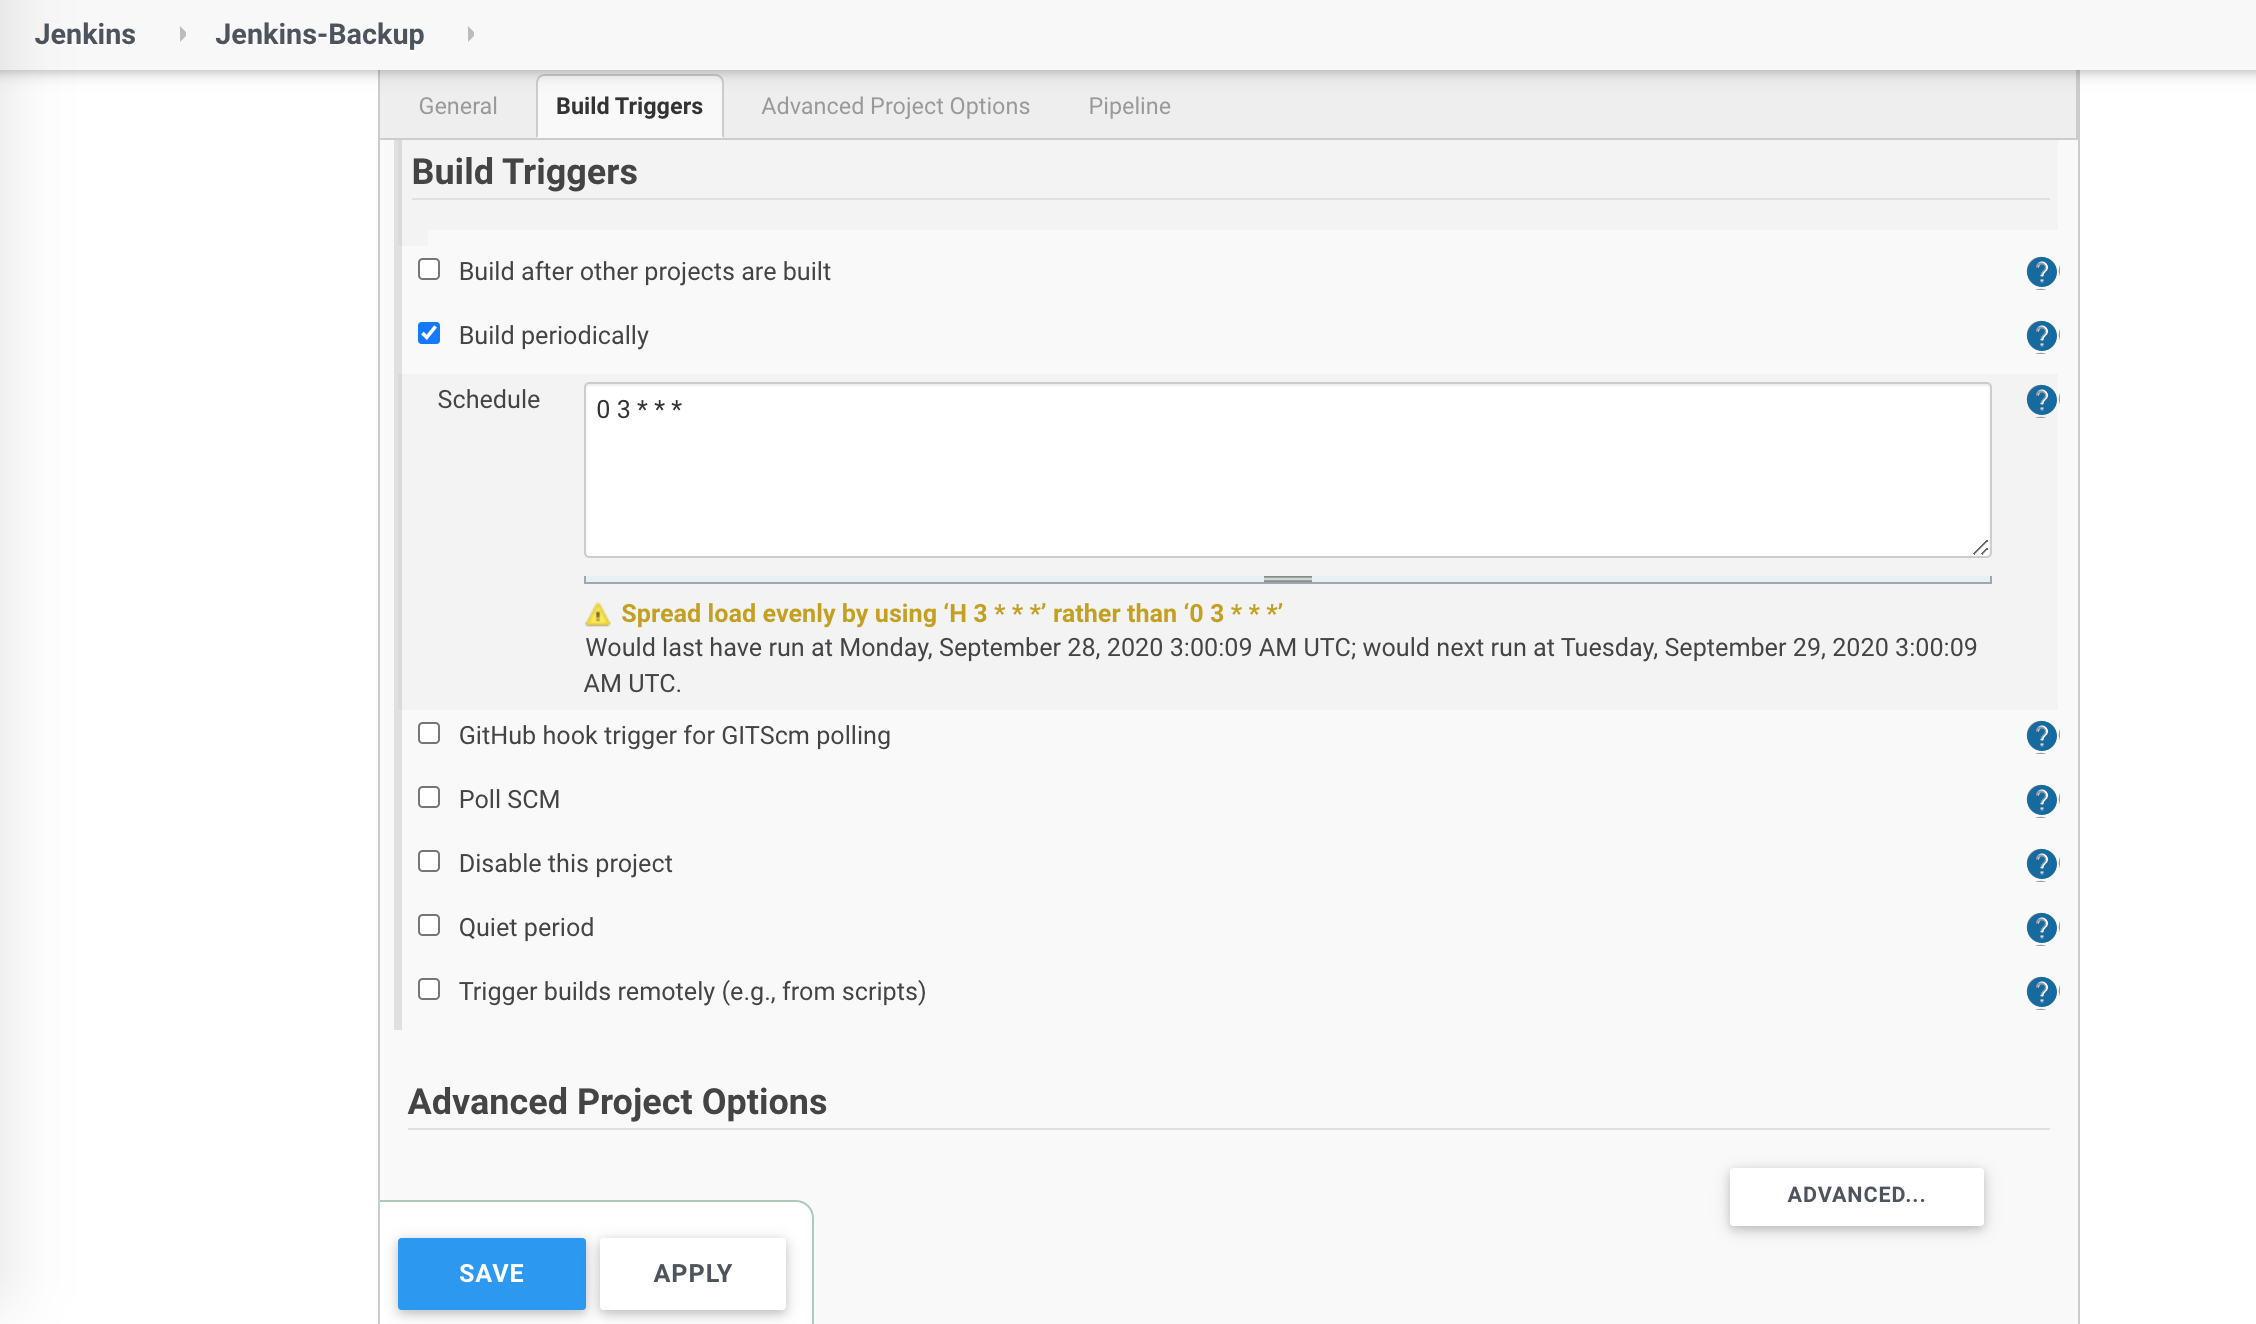 Jenkins Jenkins-Backup
General Build Triggers Advanced Project Options Pipeline
Build Triggers
Build after other projects are built ?
Build periodically ?
Schedule 0 3 * * * ?
Spread load evenly by using ‘H 3 * * *’ rather than ‘0 3 * * *’
Would last have run at Monday, September 28, 2020 3:00:09 AM UTC; would next run at Tuesday, September 29, 2020 3:00:09
AM UTC.
GitHub hook trigger for GITScm polling ?
Poll SCM ?
Disable this project ?
Quiet period ?
Trigger builds remotely (e.g., from scripts) ?
Advanced Project Options
ADVANCED...
SAVE APPLY